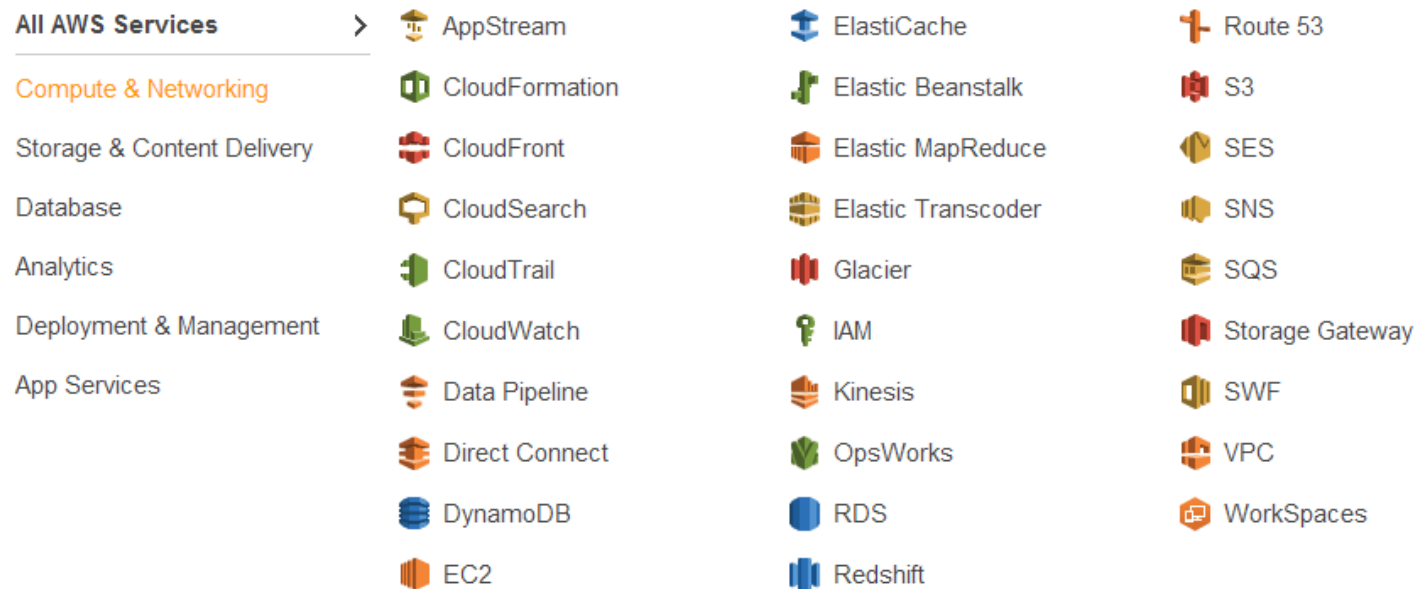 All AWS Services
Compute & Networking
Storage & Content Delivery
Database
Analytics
Deployment & Management
App Services
AppStream
CloudFormation
CloudFront
CloudSearch
CloudTrail
CloudWatch
Data Pipeline
Direct Connect
DynamoDB
EC2
ElastiCache
Elastic Beanstalk
Elastic MapReduce
Elastic Transcoder
Glacier
IAM
Kinesis
OpsWorks
RDS
Redshift
Route 53
S3
SES
SNS
SQS
Storage Gateway
SWF
VPC
WorkSpaces